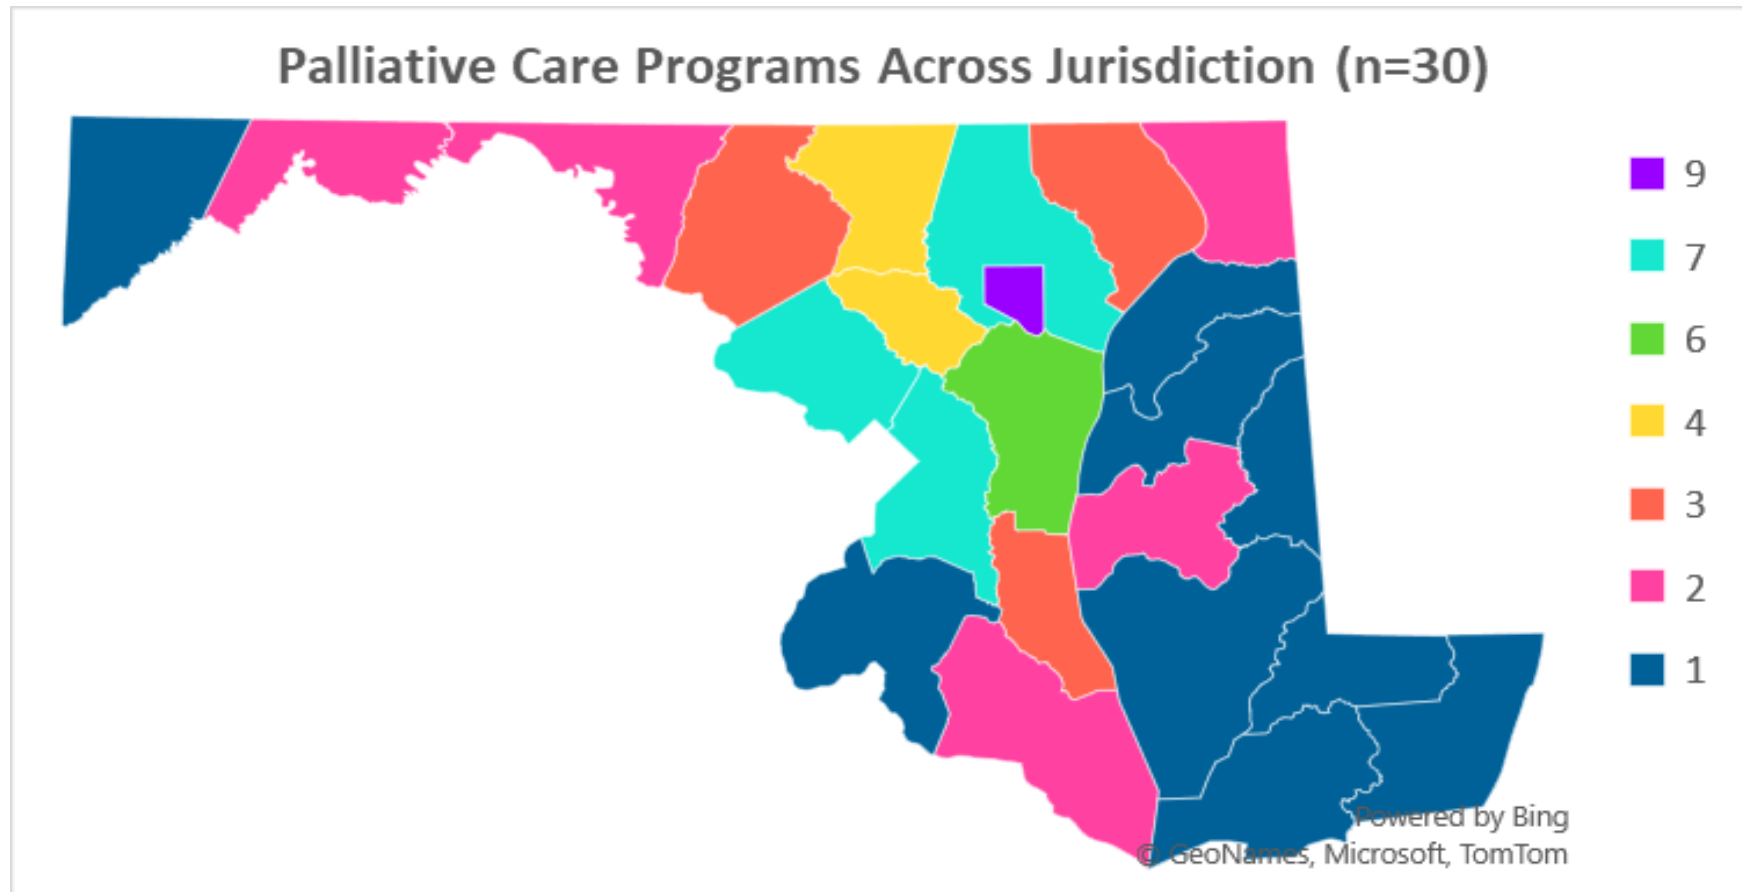 Palliative Care Programs Across Jurisdiction (n=30)
9
7
6
4
3
2
1
Powered by Bing
© GeoNames, Microsoft, TomTom